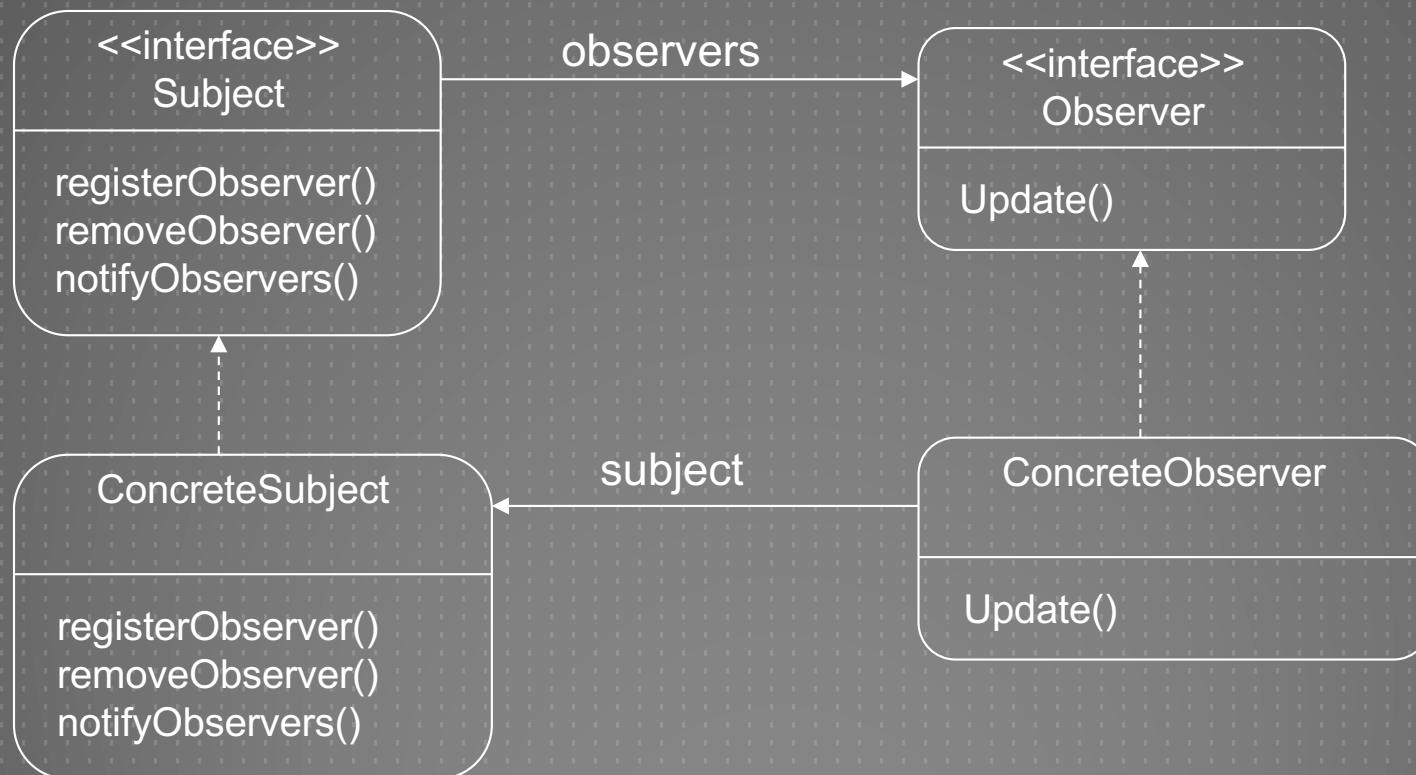 <<interface>>
Subject
registerObserver()
removeObserver()
notifyObservers()
observers
<<interface>>
Observer
Update()
ConcreteSubject
registerObserver()
removeObserver()
notifyObservers()
subject
ConcreteObserver
Update()